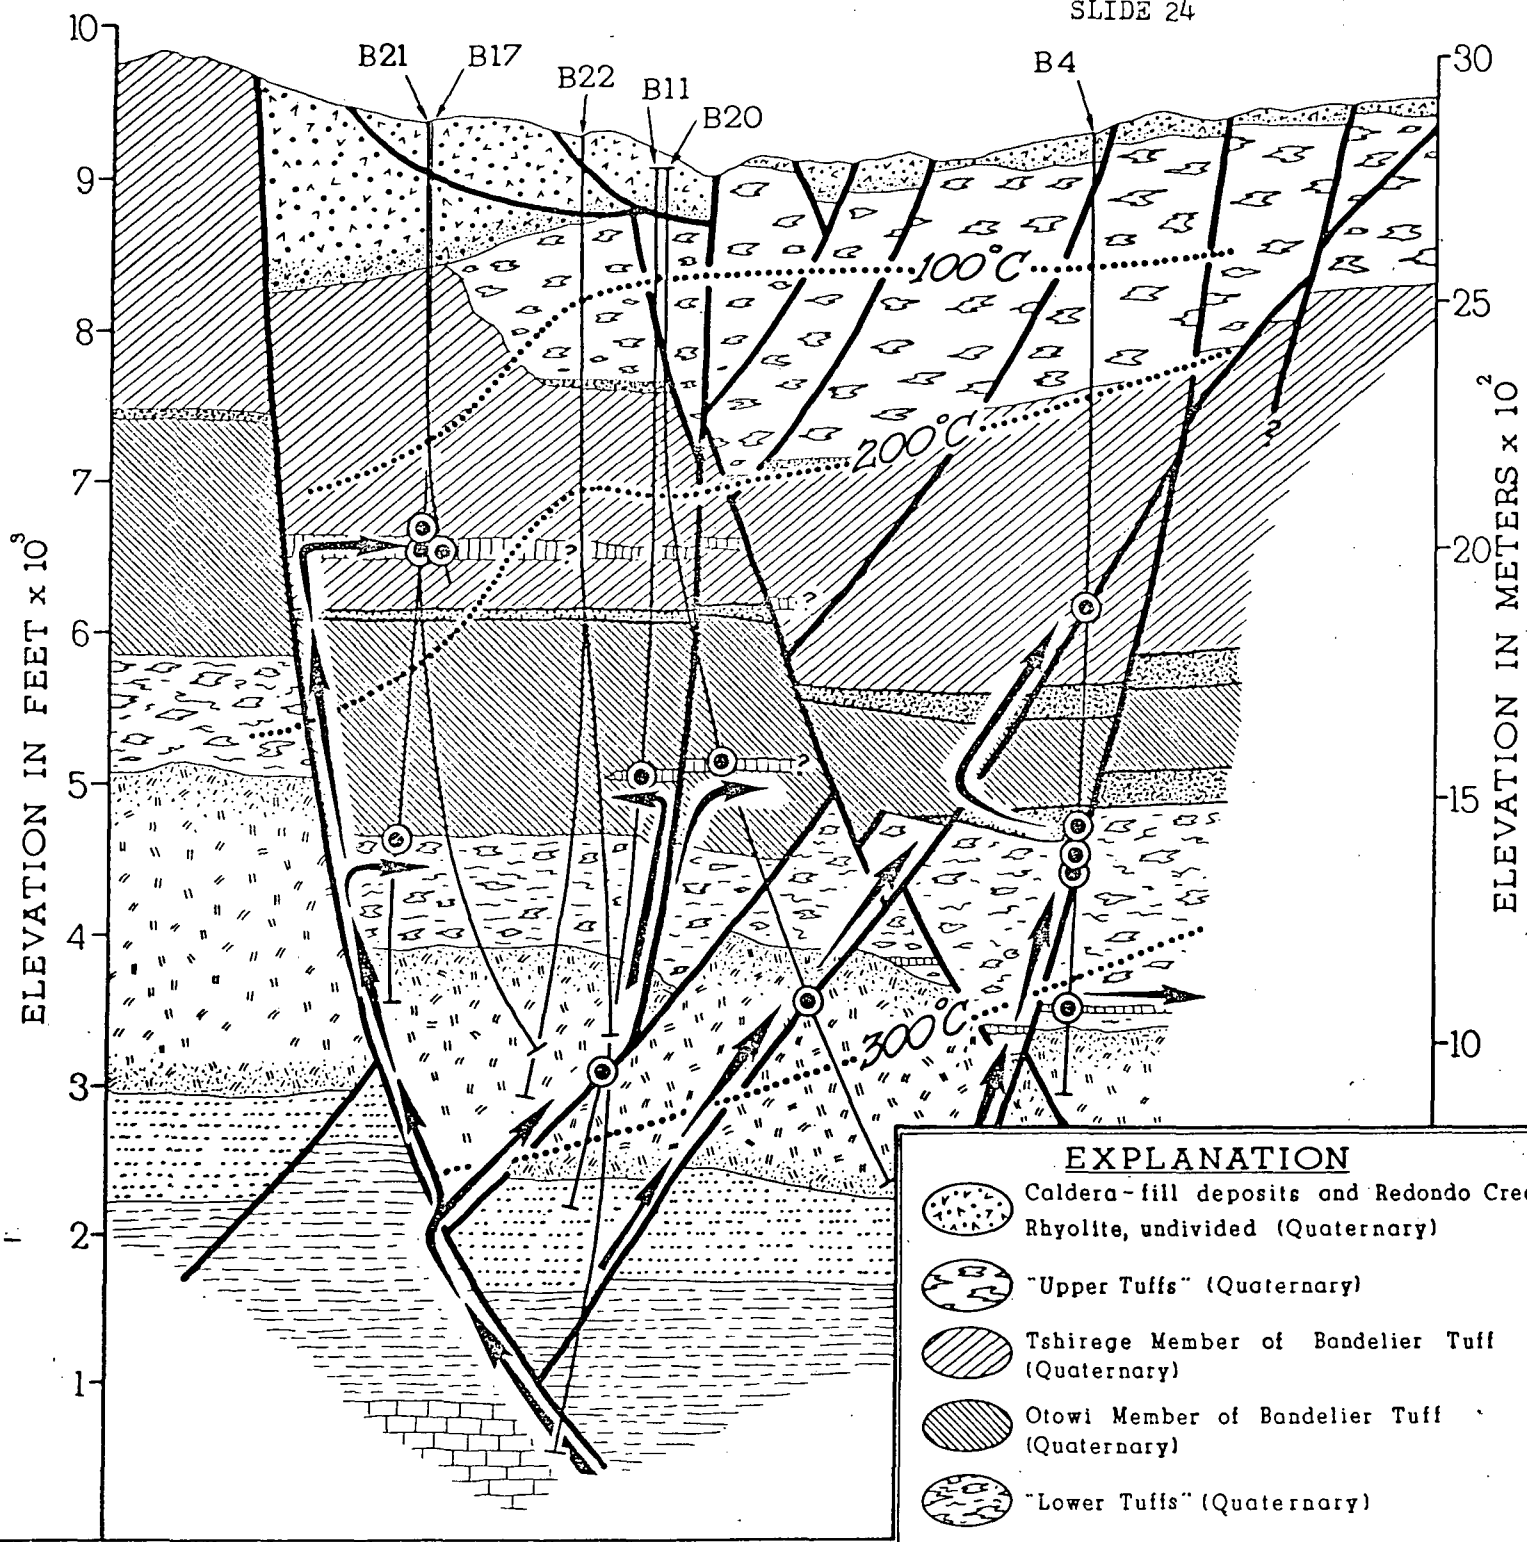 SLIDE 24
10
9
8
7
6
5
4
3
2
1
ELEVATION IN FEET x 10³
B21
B17
B22
B11
B20
B4
30
25
20
15
10
ELEVATION IN METERS x 10²
100°C
200°C
300°C
?
?
?
?
EXPLANATION
Caldera-fill deposits and Redondo
Rhyolite, undivided (Quaternary)
"Upper Tuffs" (Quaternary)
Tshirege Member of Bandelier Tuff
(Quaternary)
Otowi Member of Bandelier Tuff
(Quaternary)
"Lower Tuffs" (Quaternary)